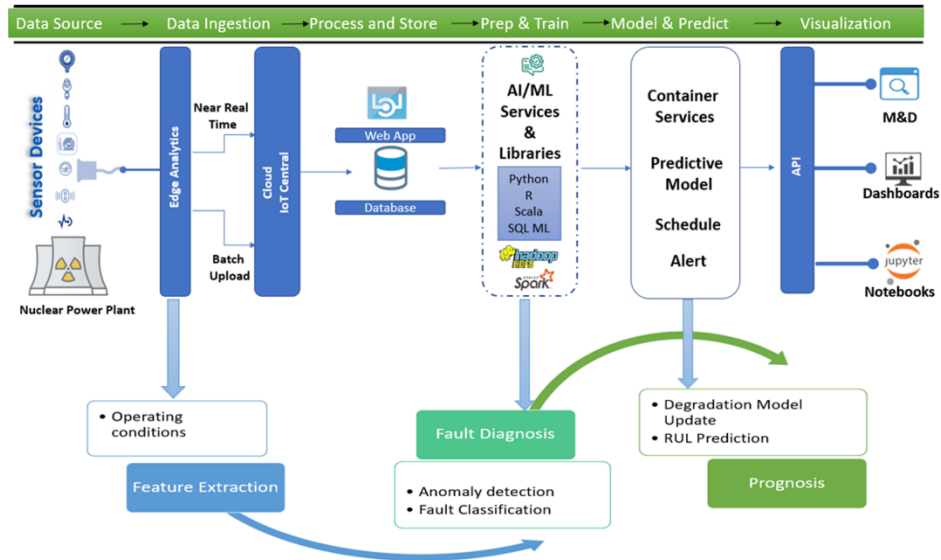 Data Source
Data Ingestion
Process and Store
Prep & Train
Model & Predict
Visualization
Sensor Devices
Nuclear Power Plant
Edge Analytics
Near Real
Time
Batch
Upload
Cloud
IoT Central
Web App
Database
AI/ML
Services
&
Libraries
Python
R
Scala
SQL ML
hadoop
HDFS
APACHE
Spark
Container
Services
Predictive
Model
Schedule
Alert
API
M&D
Dashboards
jupyter
Notebooks
• Operating
conditions
Feature Extraction
Fault Diagnosis
• Anomaly detection
• Fault Classification
• Degradation Model
Update
• RUL Prediction
Prognosis